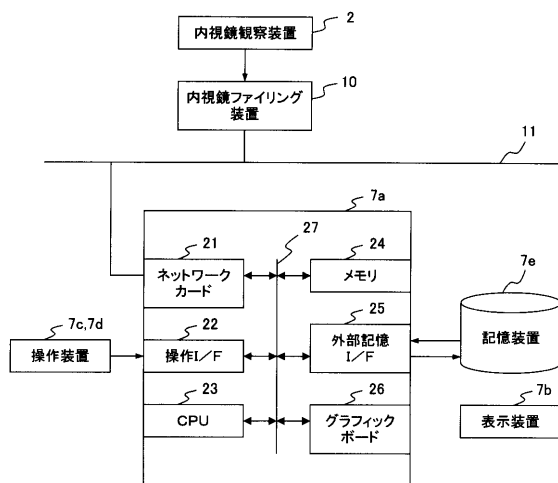 2
内視鏡観察装置
10
内視鏡ファイリング
装置
11
7a
21
27
24
ネットワーク
カード
メモリ
7e
7c,7d
22
25
操作装置
操作I/F
外部記憶
I/F
記憶装置
23
26
7b
CPU
グラフィック
ボード
表示装置